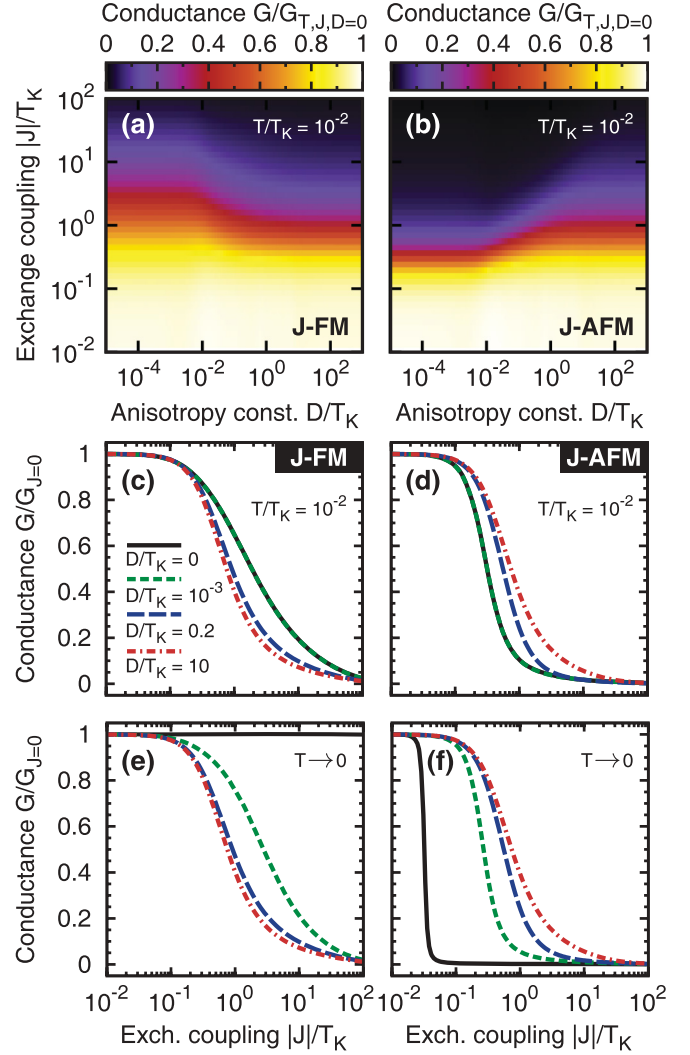 Conductance G/G_{T,J,D=0} Conductance G/G_{T,J,D=0}
0 0.2 0.4 0.6 0.8 1 0 0.2 0.4 0.6 0.8 1
10^2 (a) T/T_K = 10^{-2} (b) T/T_K = 10^{-2}
10^1
10^0
10^{-1}
10^{-2} J-FM J-AFM
Exchange coupling |J|/T_K
10^{-4} 10^{-2} 10^0 10^2 10^{-4} 10^{-2} 10^0 10^2
Anisotropy const. D/T_K Anisotropy const. D/T_K
1 (c) J-FM (d) J-AFM
0.8 T/T_K = 10^{-2} T/T_K = 10^{-2}
0.6
0.4
0.2
0
Conductance G/G_{J=0}
D/T_K = 0
D/T_K = 10^{-3}
D/T_K = 0.2
D/T_K = 10
1 (e) T→0 (f) T→0
0.8
0.6
0.4
0.2
0
Conductance G/G_{J=0}
10^{-2} 10^{-1} 10^0 10^1 10^2 10^{-2} 10^{-1} 10^0 10^1 10^2
Exch. coupling |J|/T_K Exch. coupling |J|/T_K